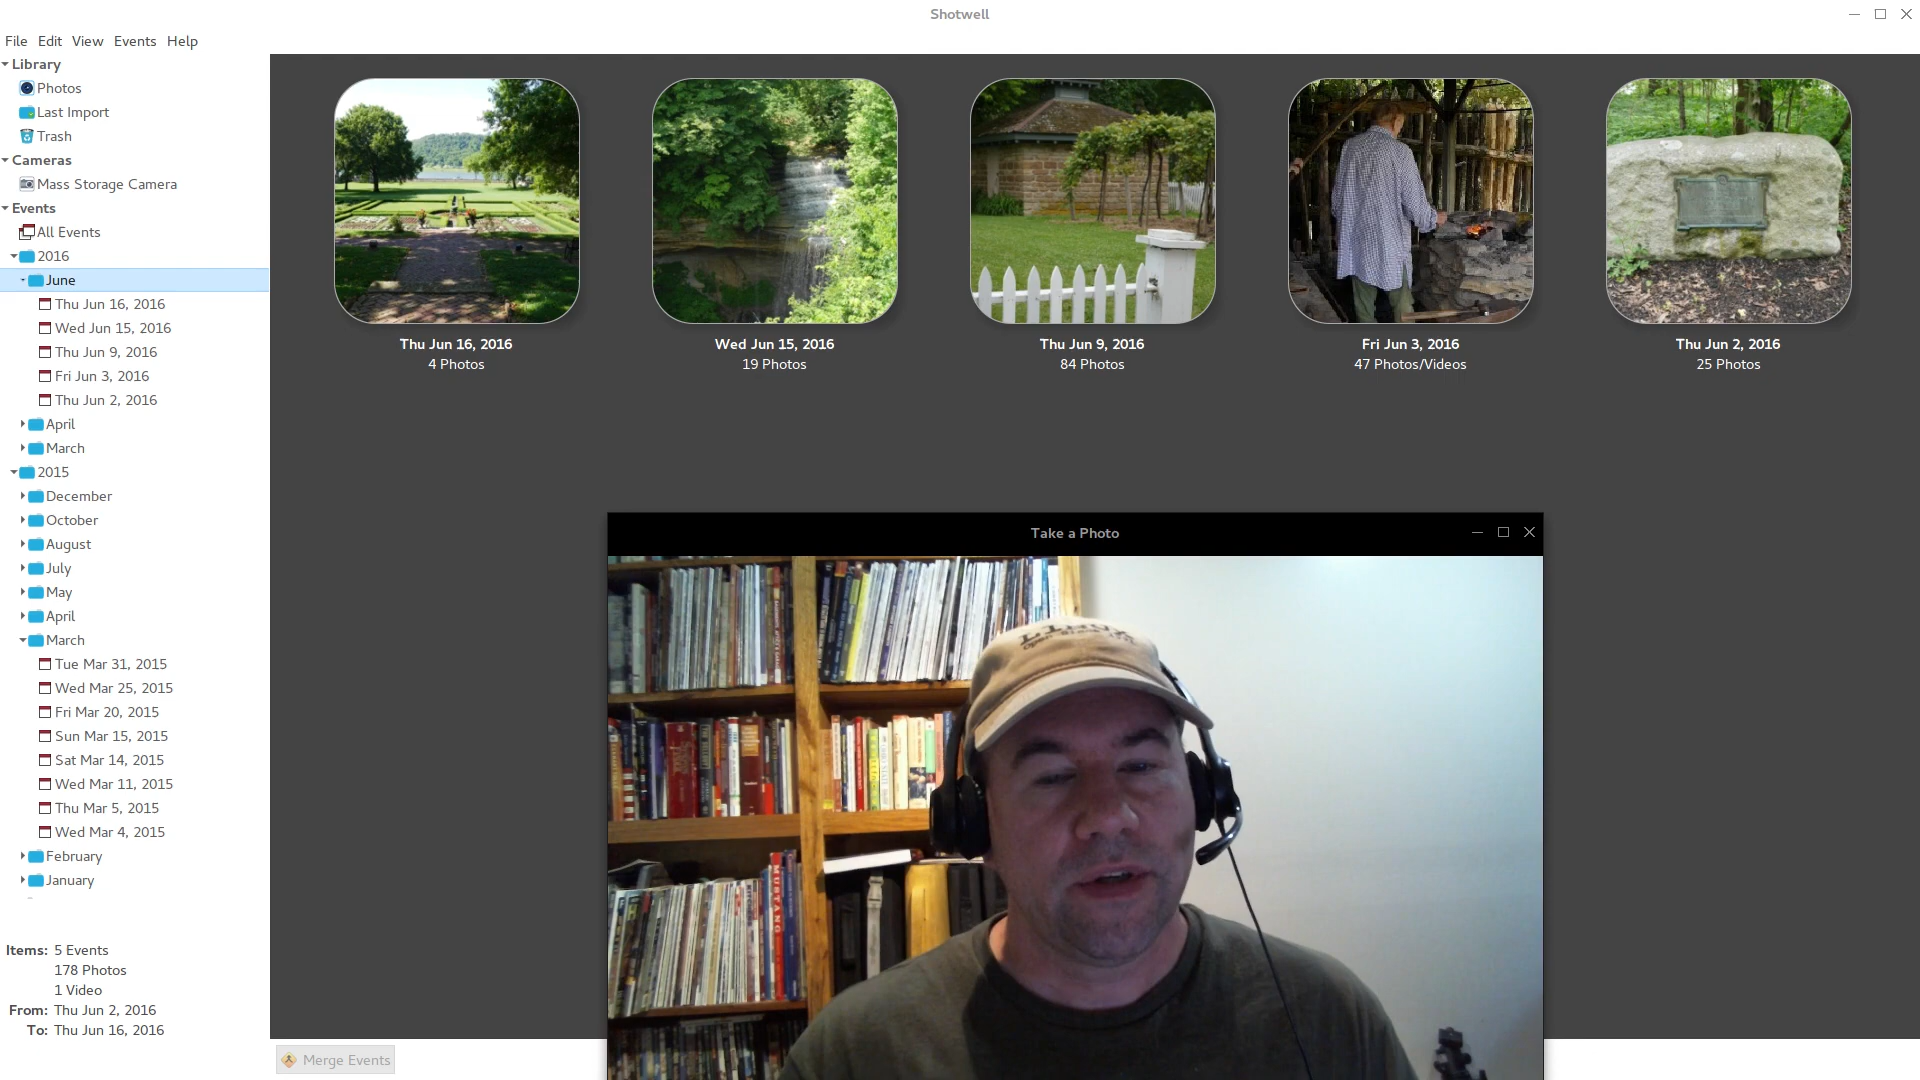 Shotwell
File Edit View Events Help
Library
Photos
Last Import
Trash
Cameras
Mass Storage Camera
Events
All Events
2016
June
Thu Jun 16, 2016
Wed Jun 15, 2016
Thu Jun 9, 2016
Fri Jun 3, 2016
Thu Jun 2, 2016
April
March
2015
December
October
August
July
May
April
March
Tue Mar 31, 2015
Wed Mar 25, 2015
Fri Mar 20, 2015
Sun Mar 15, 2015
Sat Mar 14, 2015
Wed Mar 11, 2015
Thu Mar 5, 2015
Wed Mar 4, 2015
February
January
Items: 5 Events
178 Photos
1 Video
From: Thu Jun 2, 2016
To: Thu Jun 16, 2016
Thu Jun 16, 2016
4 Photos
Wed Jun 15, 2016
19 Photos
Thu Jun 9, 2016
84 Photos
Fri Jun 3, 2016
47 Photos/Videos
Thu Jun 2, 2016
25 Photos
Take a Photo
Linux
MUSTANG
Merge Events